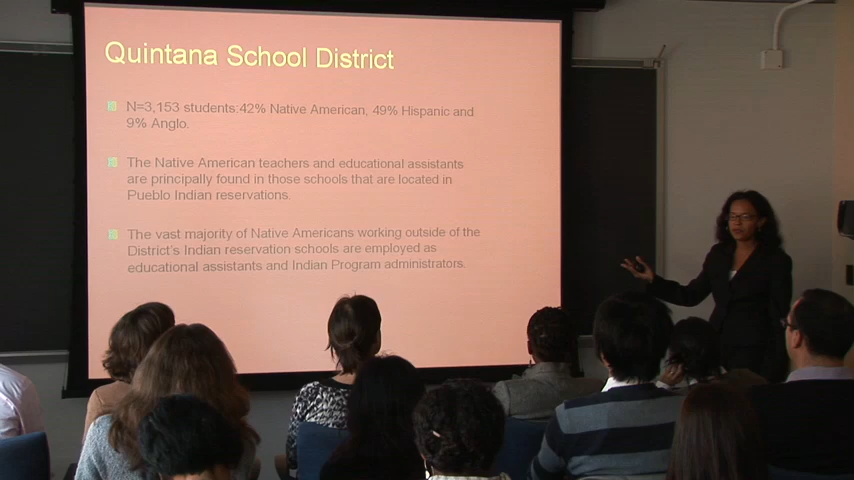 Quintana School District
N=3,153 students:42% Native American, 49% Hispanic and
9% Anglo.
The Native American teachers and educational assistants
are principally found in those schools that are located in
Pueblo Indian reservations.
The vast majority of Native Americans working outside of the
District's Indian reservation schools are employed as
educational assistants and Indian Program administrators.